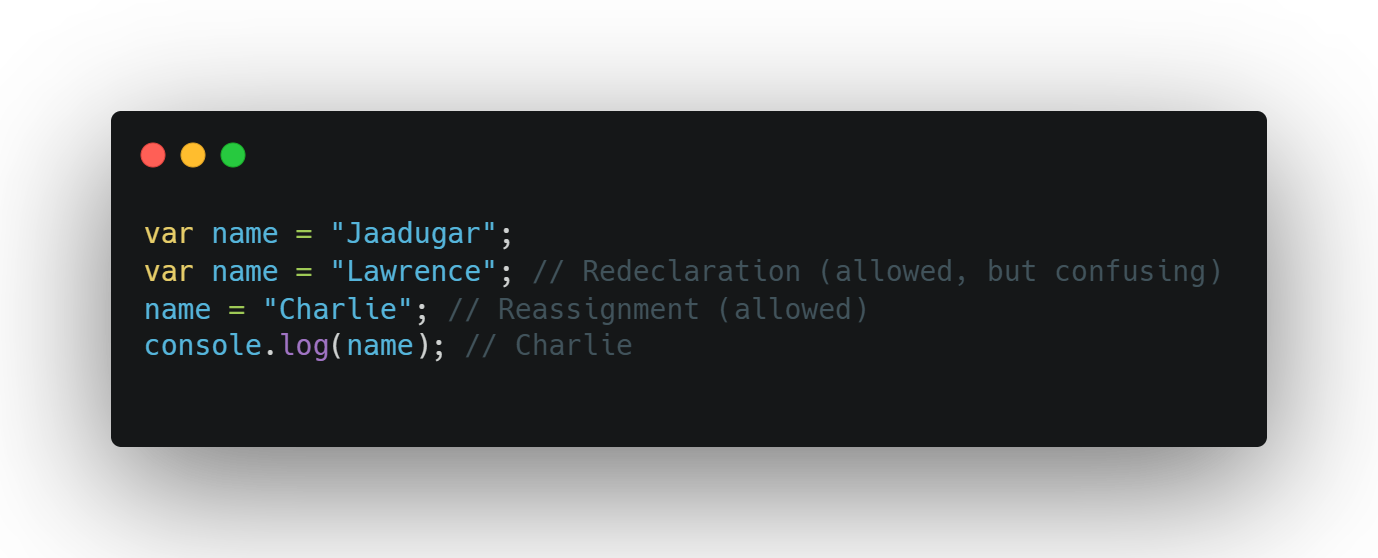 var name = "Jaadugar";
var name = "Lawrence"; // Redeclaration (allowed, but confusing)
name = "Charlie"; // Reassignment (allowed)
console.log(name); // Charlie